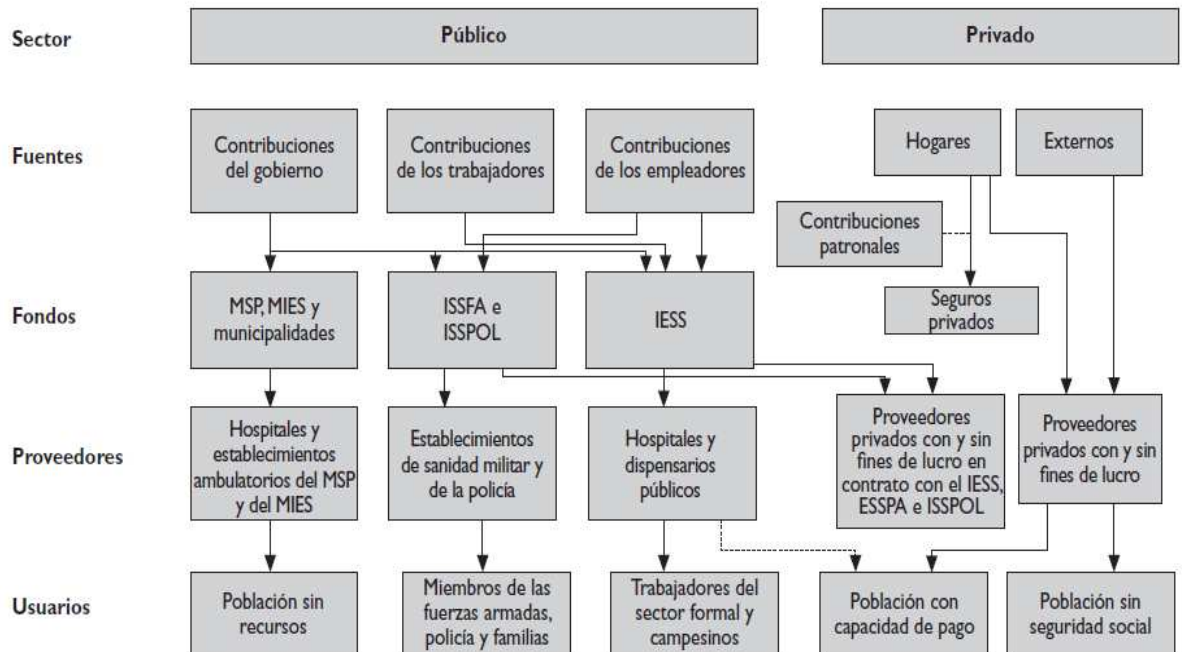 Sector
Público
Privado
Fuentes
Contribuciones
del gobierno
Contribuciones
de los trabajadores
Contribuciones
de los empleadores
Hogares
Externos
Contribuciones
patronales
Fondos
MSP, MIES y
municipalidades
ISSFA e
ISSPOL
IESS
Seguros
privados
Proveedores
Hospitales y
establecimientos
ambulatorios del MSP
y del MIES
Establecimientos
de sanidad militar y
de la policía
Hospitales y
dispensarios
públicos
Proveedores
privados con y sin
fines de lucro en
contrato con el IESS,
ESSPA e ISSPOL
Proveedores
privados con y sin
fines de lucro
Usuarios
Población sin
recursos
Miembros de las
fuerzas armadas,
policía y familias
Trabajadores del
sector formal y
campesinos
Población con
capacidad de pago
Población sin
seguridad social